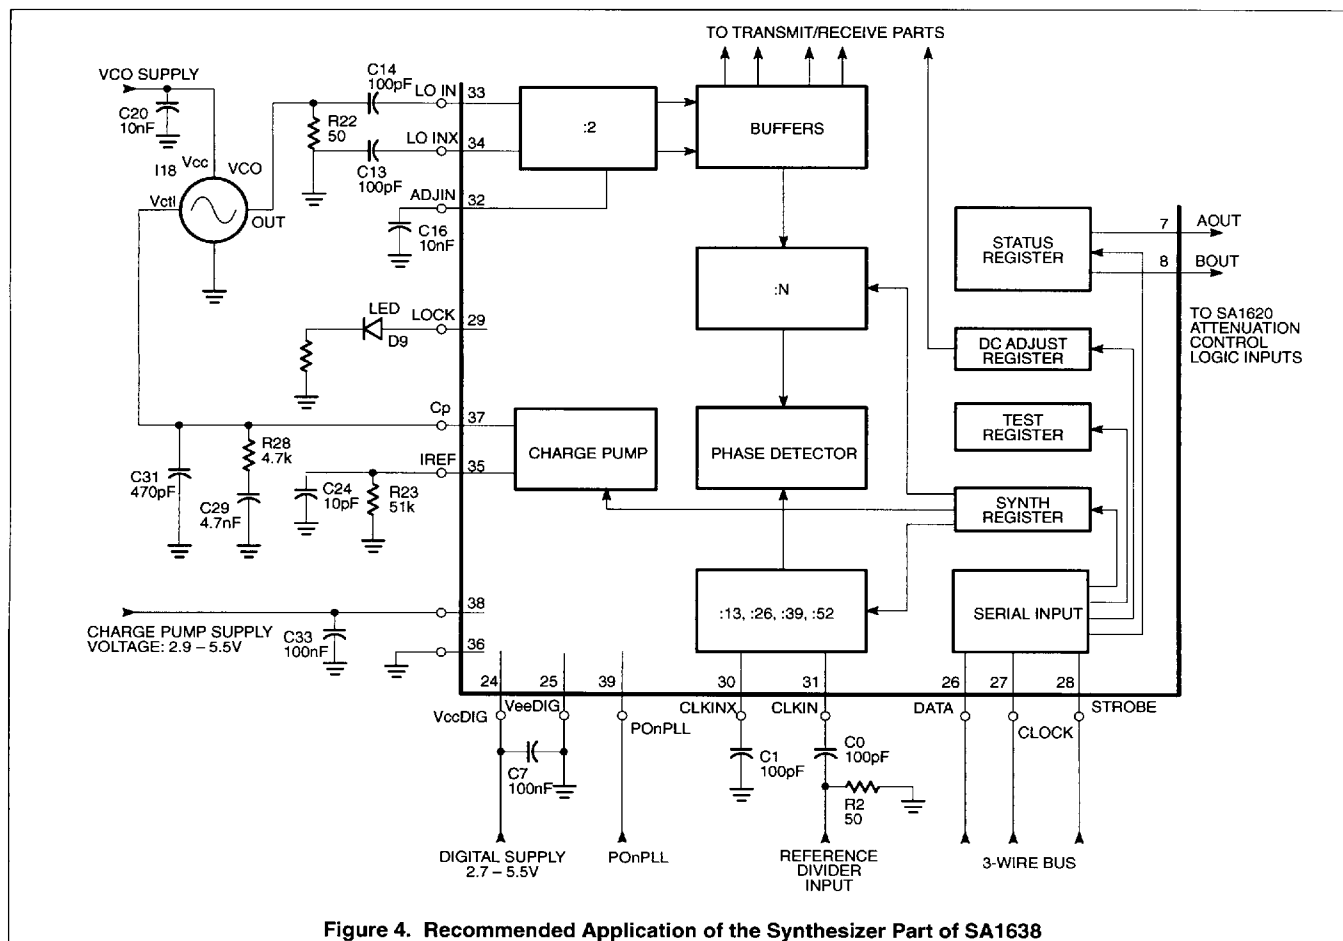 TO TRANSMIT/RECEIVE PARTS
VCO SUPPLY
C20
10nF
C14
100pF
LO IN
33
R22
50
LO INX
34
C13
100pF
:2
BUFFERS
I18
Vcc
VCO
Vctl
OUT
ADJIN
32
C16
10nF
:N
STATUS
REGISTER
7
AOUT
8
BOUT
TO SA1620
ATTENUATION
CONTROL
LOGIC INPUTS
LED
D9
LOCK
29
DC ADJUST
REGISTER
Cp
37
TEST
REGISTER
R28
4.7k
IREF
35
CHARGE PUMP
PHASE DETECTOR
C31
470pF
C29
4.7nF
C24
10pF
R23
51k
SYNTH
REGISTER
:13, :26, :39, :52
SERIAL INPUT
38
CHARGE PUMP SUPPLY
VOLTAGE: 2.9 – 5.5V
C33
100nF
36
24
25
39
30
31
26
27
28
VccDIG
VeeDIG
POnPLL
CLKINX
CLKIN
DATA
CLOCK
STROBE
C7
100nF
C1
100pF
C0
100pF
R2
50
DIGITAL SUPPLY
2.7 – 5.5V
POnPLL
REFERENCE
DIVIDER
INPUT
3-WIRE BUS
Figure 4. Recommended Application of the Synthesizer Part of SA1638